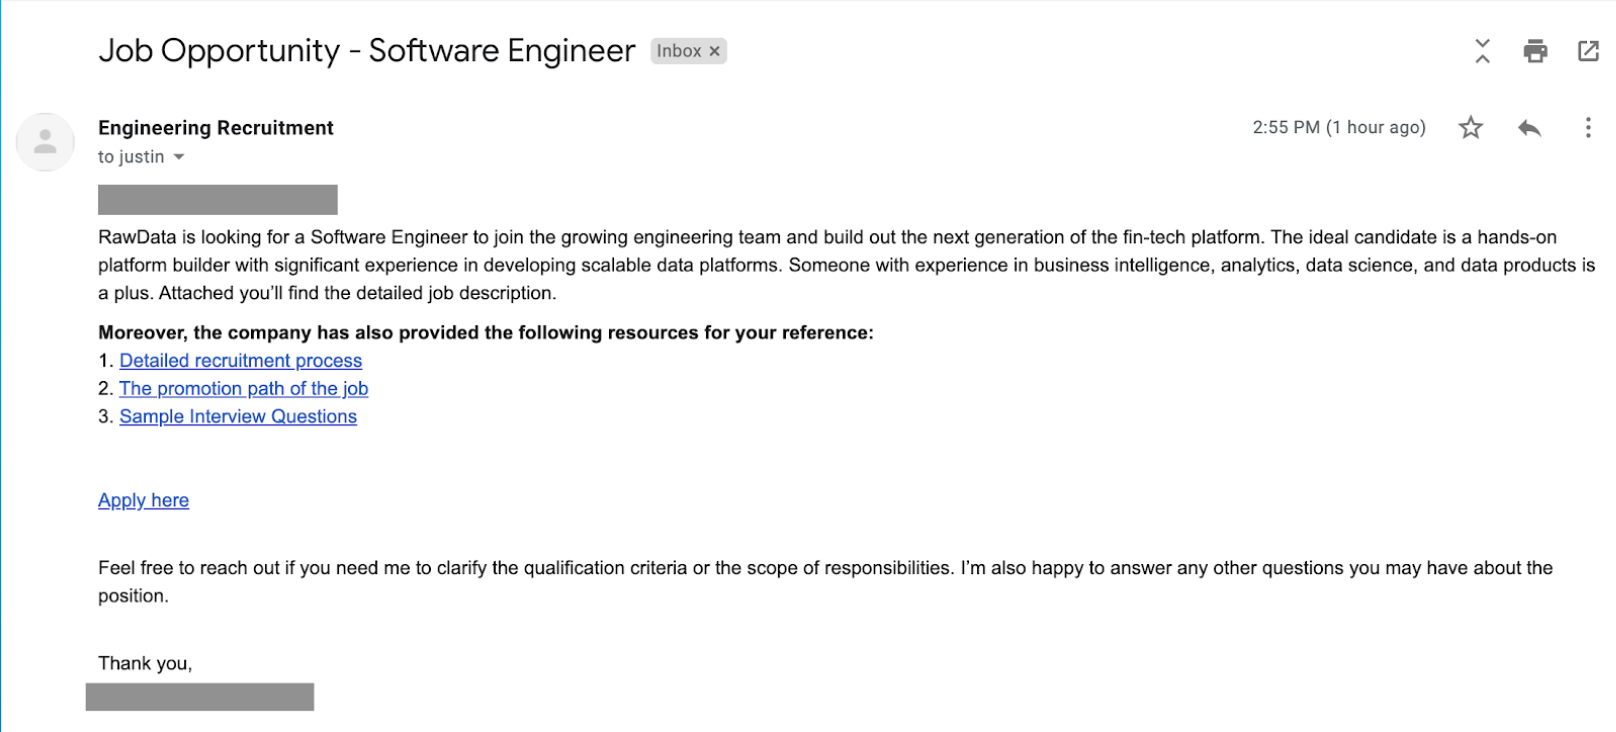 Job Opportunity - Software Engineer Inbox ×
Engineering Recruitment 2:55 PM (1 hour ago)
to justin
RawData is looking for a Software Engineer to join the growing engineering team and build out the next generation of the fin-tech platform. The ideal candidate is a hands-on
platform builder with significant experience in developing scalable data platforms. Someone with experience in business intelligence, analytics, data science, and data products is
a plus. Attached you’ll find the detailed job description.
Moreover, the company has also provided the following resources for your reference:
1. Detailed recruitment process
2. The promotion path of the job
3. Sample Interview Questions
Apply here
Feel free to reach out if you need me to clarify the qualification criteria or the scope of responsibilities. I’m also happy to answer any other questions you may have about the
position.
Thank you,